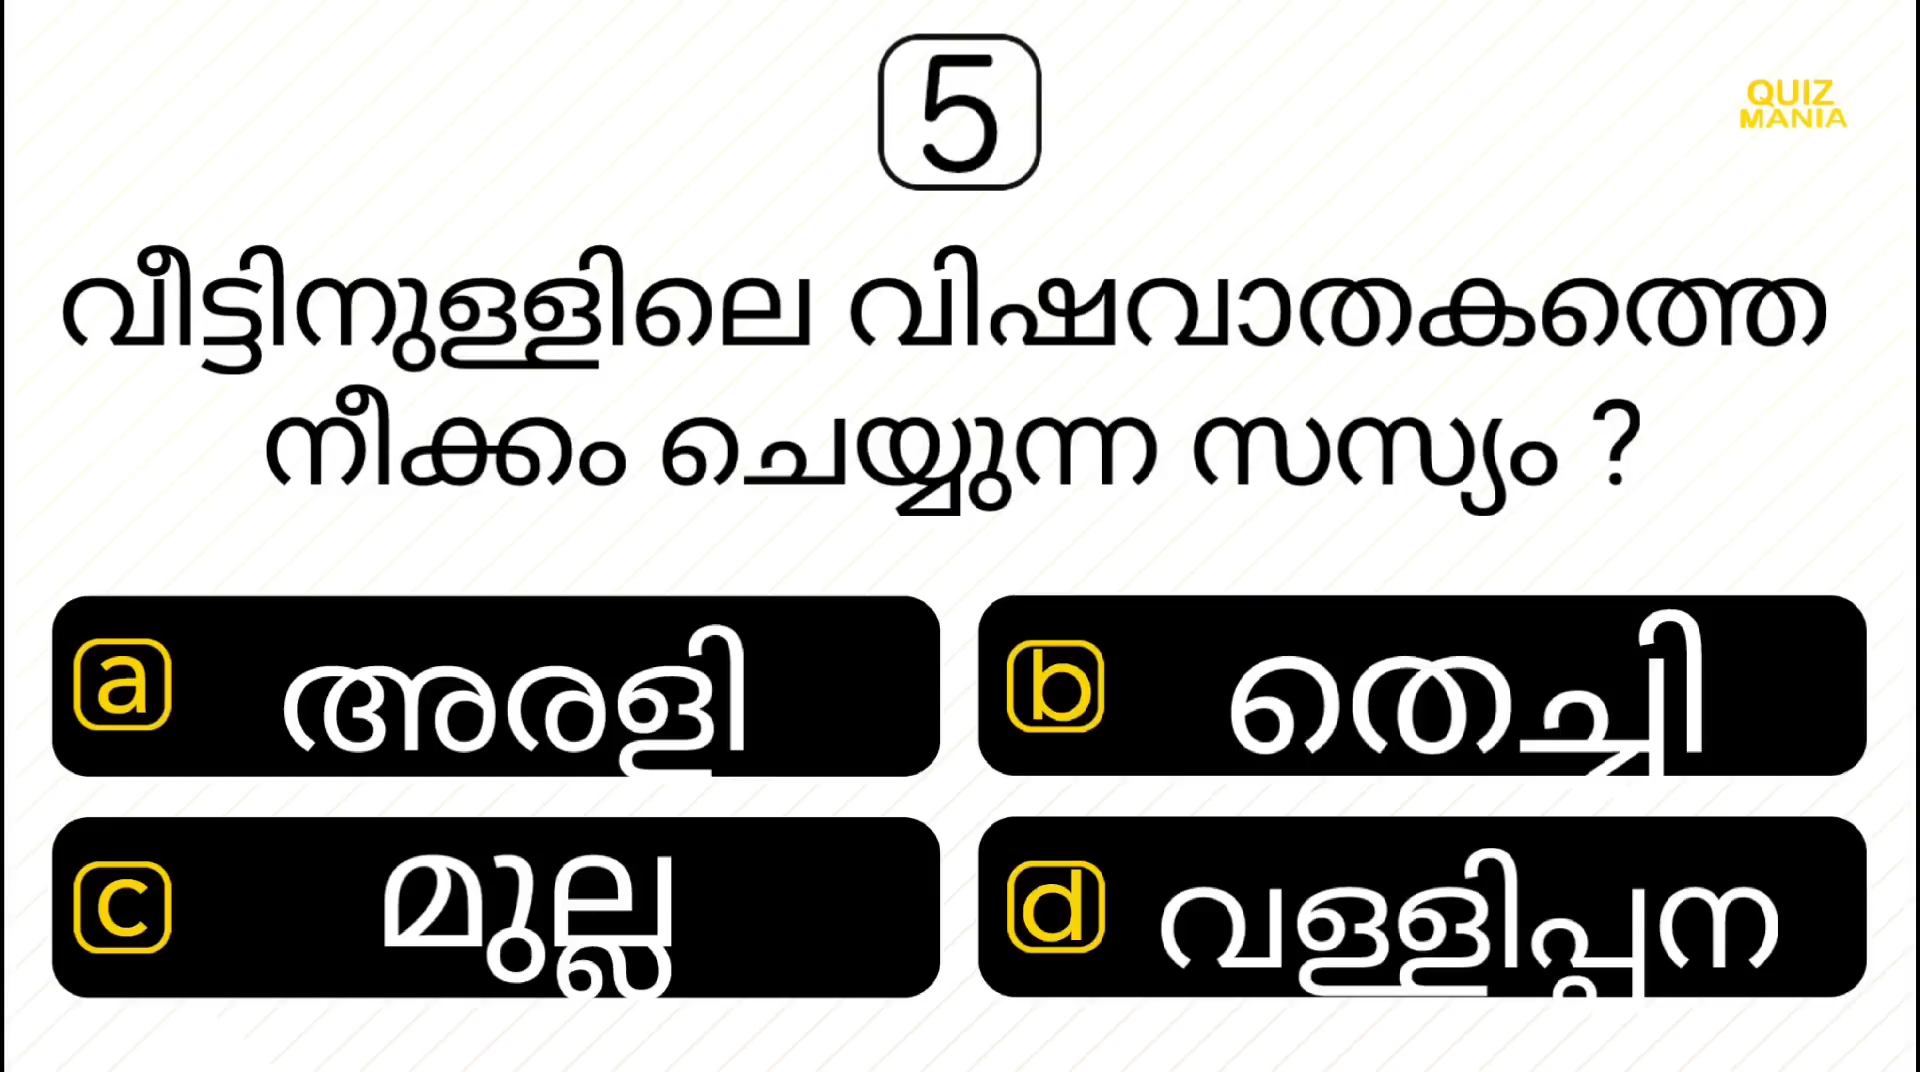 5
QUIZ
MANIA
വീട്ടിനുള്ളിലെ വിഷവാതകത്തെ
നീക്കം ചെയ്യുന്ന സസ്യം ?
a അരളി
b തെച്ചി
c മുല്ല
d വള്ളിപ്പന